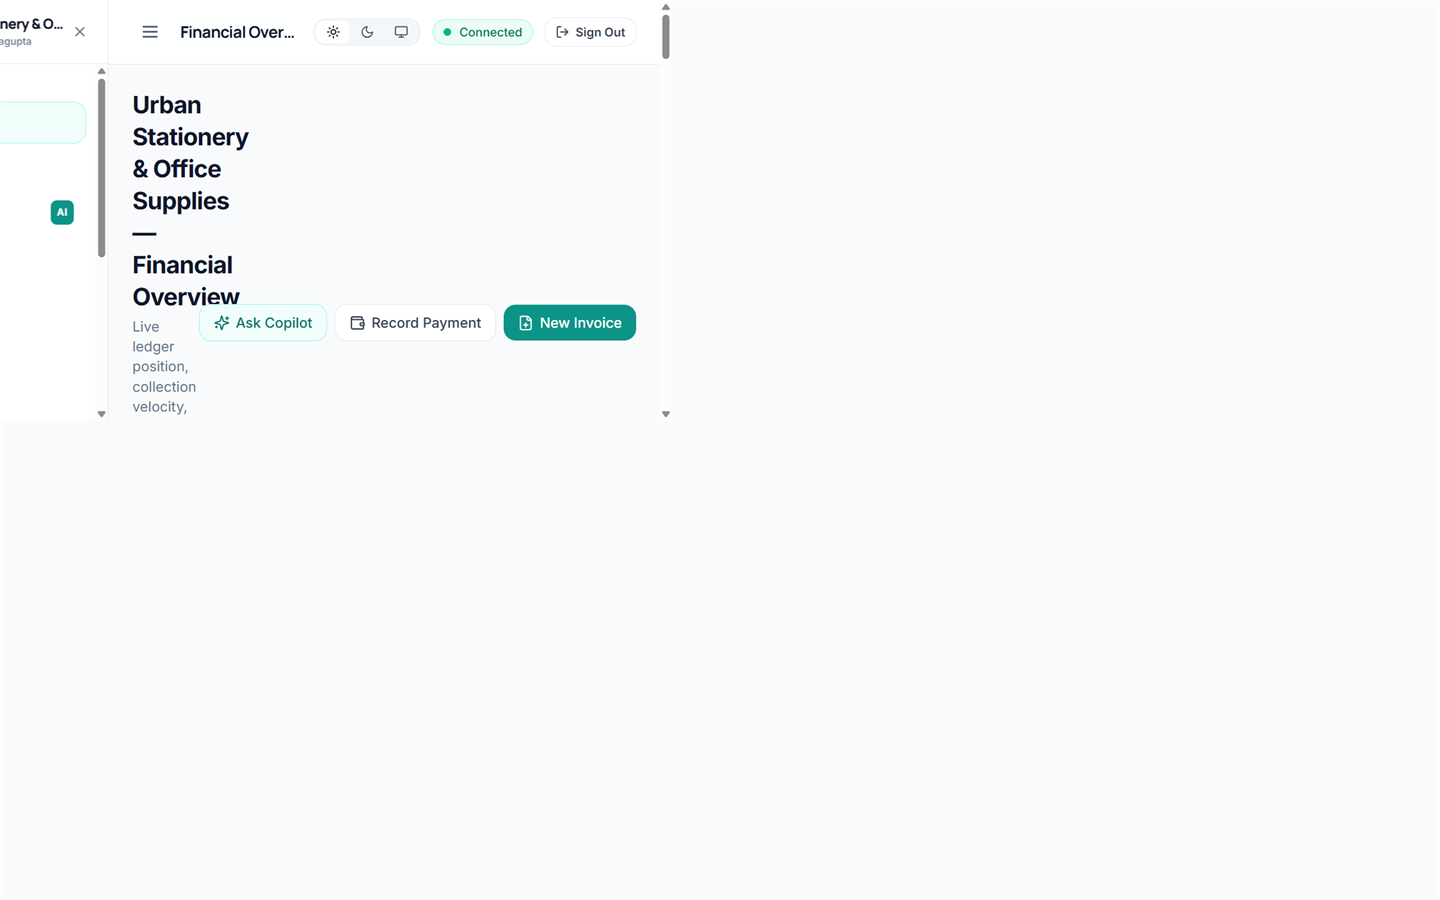 nery & O...
agupta
AI
Financial Over...
Connected
Sign Out
Urban
Stationery
& Office
Supplies
—
Financial
Overview
Ask Copilot
Record Payment
New Invoice
Live
ledger
position,
collection
velocity,